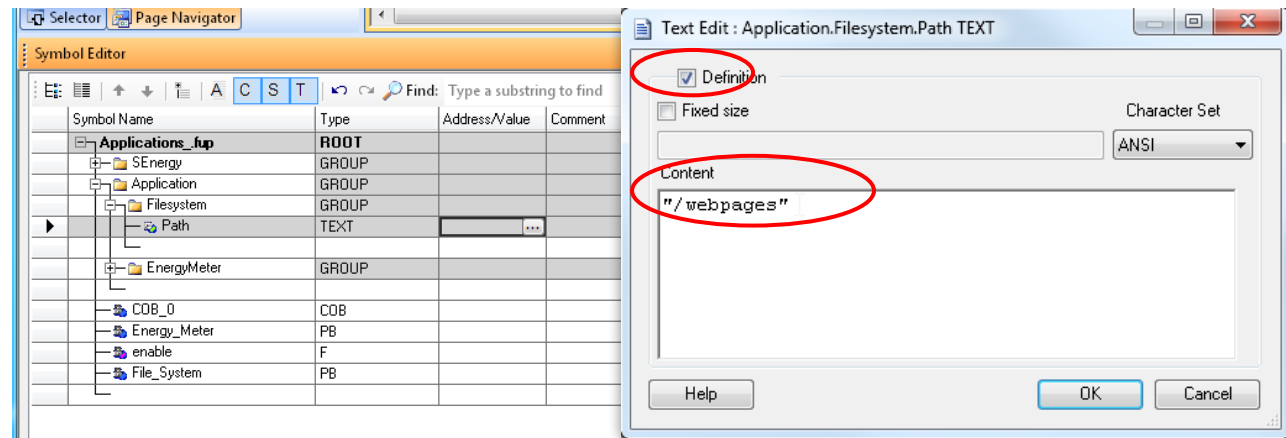 Selector Page Navigator
Symbol Editor
A C S T Find: Type a substring to find
Symbol Name Type Address/Value Comment
Applications_.fup ROOT
SEnergy GROUP
Application GROUP
Filesystem GROUP
Path TEXT ...
EnergyMeter GROUP
COB_0 COB
Energy_Meter PB
enable F
File_System PB
Text Edit : Application.Filesystem.Path TEXT
Definition
Fixed size
Character Set
ANSI
Content
"/webpages"
Help OK Cancel